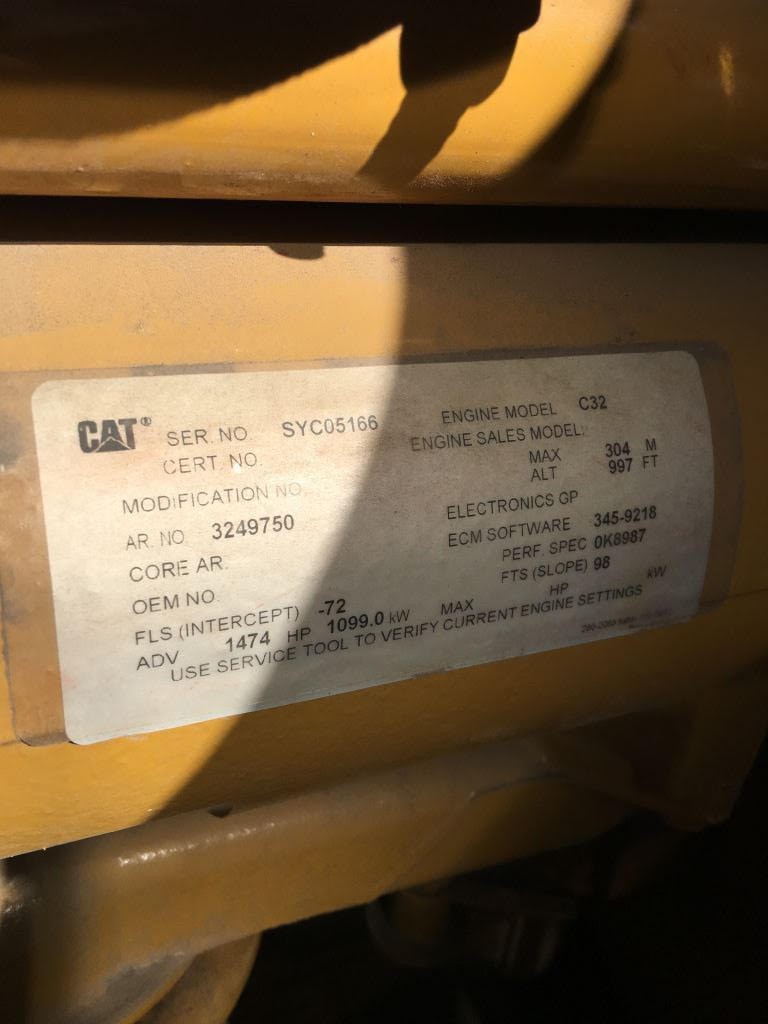 CAT® SER. NO. SYC05166 ENGINE MODEL C32
CERT. NO. ENGINE SALES MODEL:
MODIFICATION NO. MAX ALT 304 M 997 FT
AR. NO. 3249750 ELECTRONICS GP
CORE AR. ECM SOFTWARE 345-9218
OEM NO. PERF. SPEC 0K8987
FLS (INTERCEPT) -72 FTS (SLOPE) 98
ADV 1474 HP 1099.0 kW MAX HP kW
USE SERVICE TOOL TO VERIFY CURRENT ENGINE SETTINGS